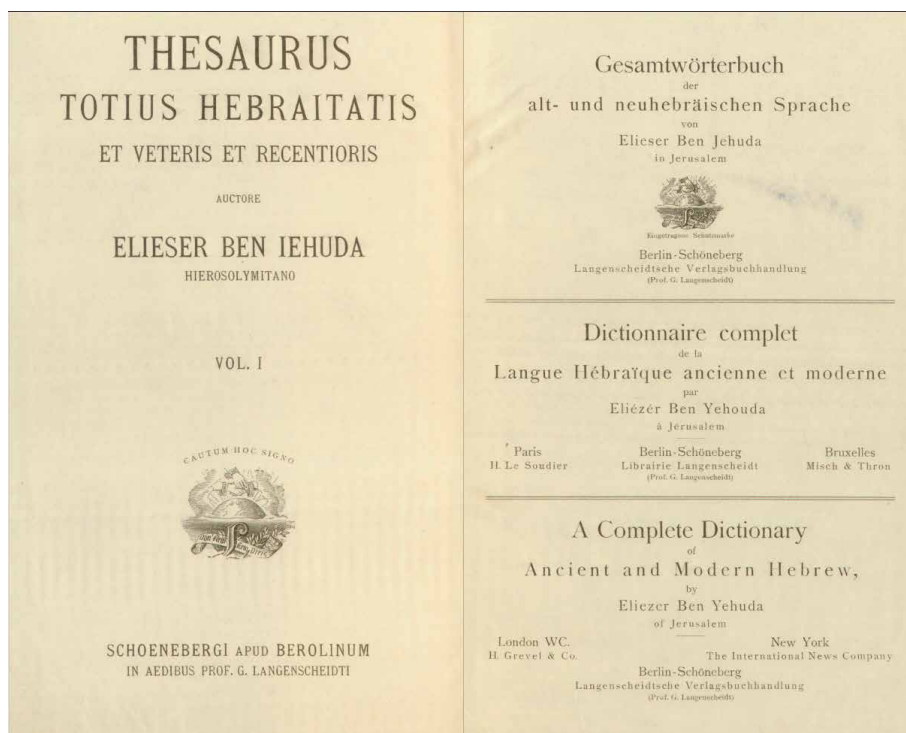 THESAURUS
TOTIUS HEBRAITATIS
ET VETERIS ET RECENTIORIS
AUCTORE
ELIESER BEN IEHUDA
HIEROSOLYMITANO
VOL. I
CAUTUM HOC SIGNO
SCHOENEBERGI APUD BEROLINUM
IN AEDIBUS PROF. G. LANGENSCHEIDTI
Gesamtwörterbuch
der
alt- und neuhebräischen Sprache
von
Elieser Ben Jehuda
in Jerusalem
Eingetragene Schutzmarke
Berlin-Schöneberg
Langenscheidtsche Verlagsbuchhandlung
(Prof. G. Langenscheidt)
Dictionnaire complet
de la
Langue Hébraïque ancienne et moderne
par
Eliézér Ben Yehouda
à Jérusalem
Paris Berlin-Schöneberg Bruxelles
H. Le Soudier Librairie Langenscheidt Misch & Thron
(Prof. G. Langenscheidt)
A Complete Dictionary
of
Ancient and Modern Hebrew,
by
Eliezer Ben Yehuda
of Jerusalem
London WC. New York
H. Grevel & Co. The International News Company
Berlin-Schöneberg
Langenscheidtsche Verlagsbuchhandlung
(Prof. G. Langenscheidt)